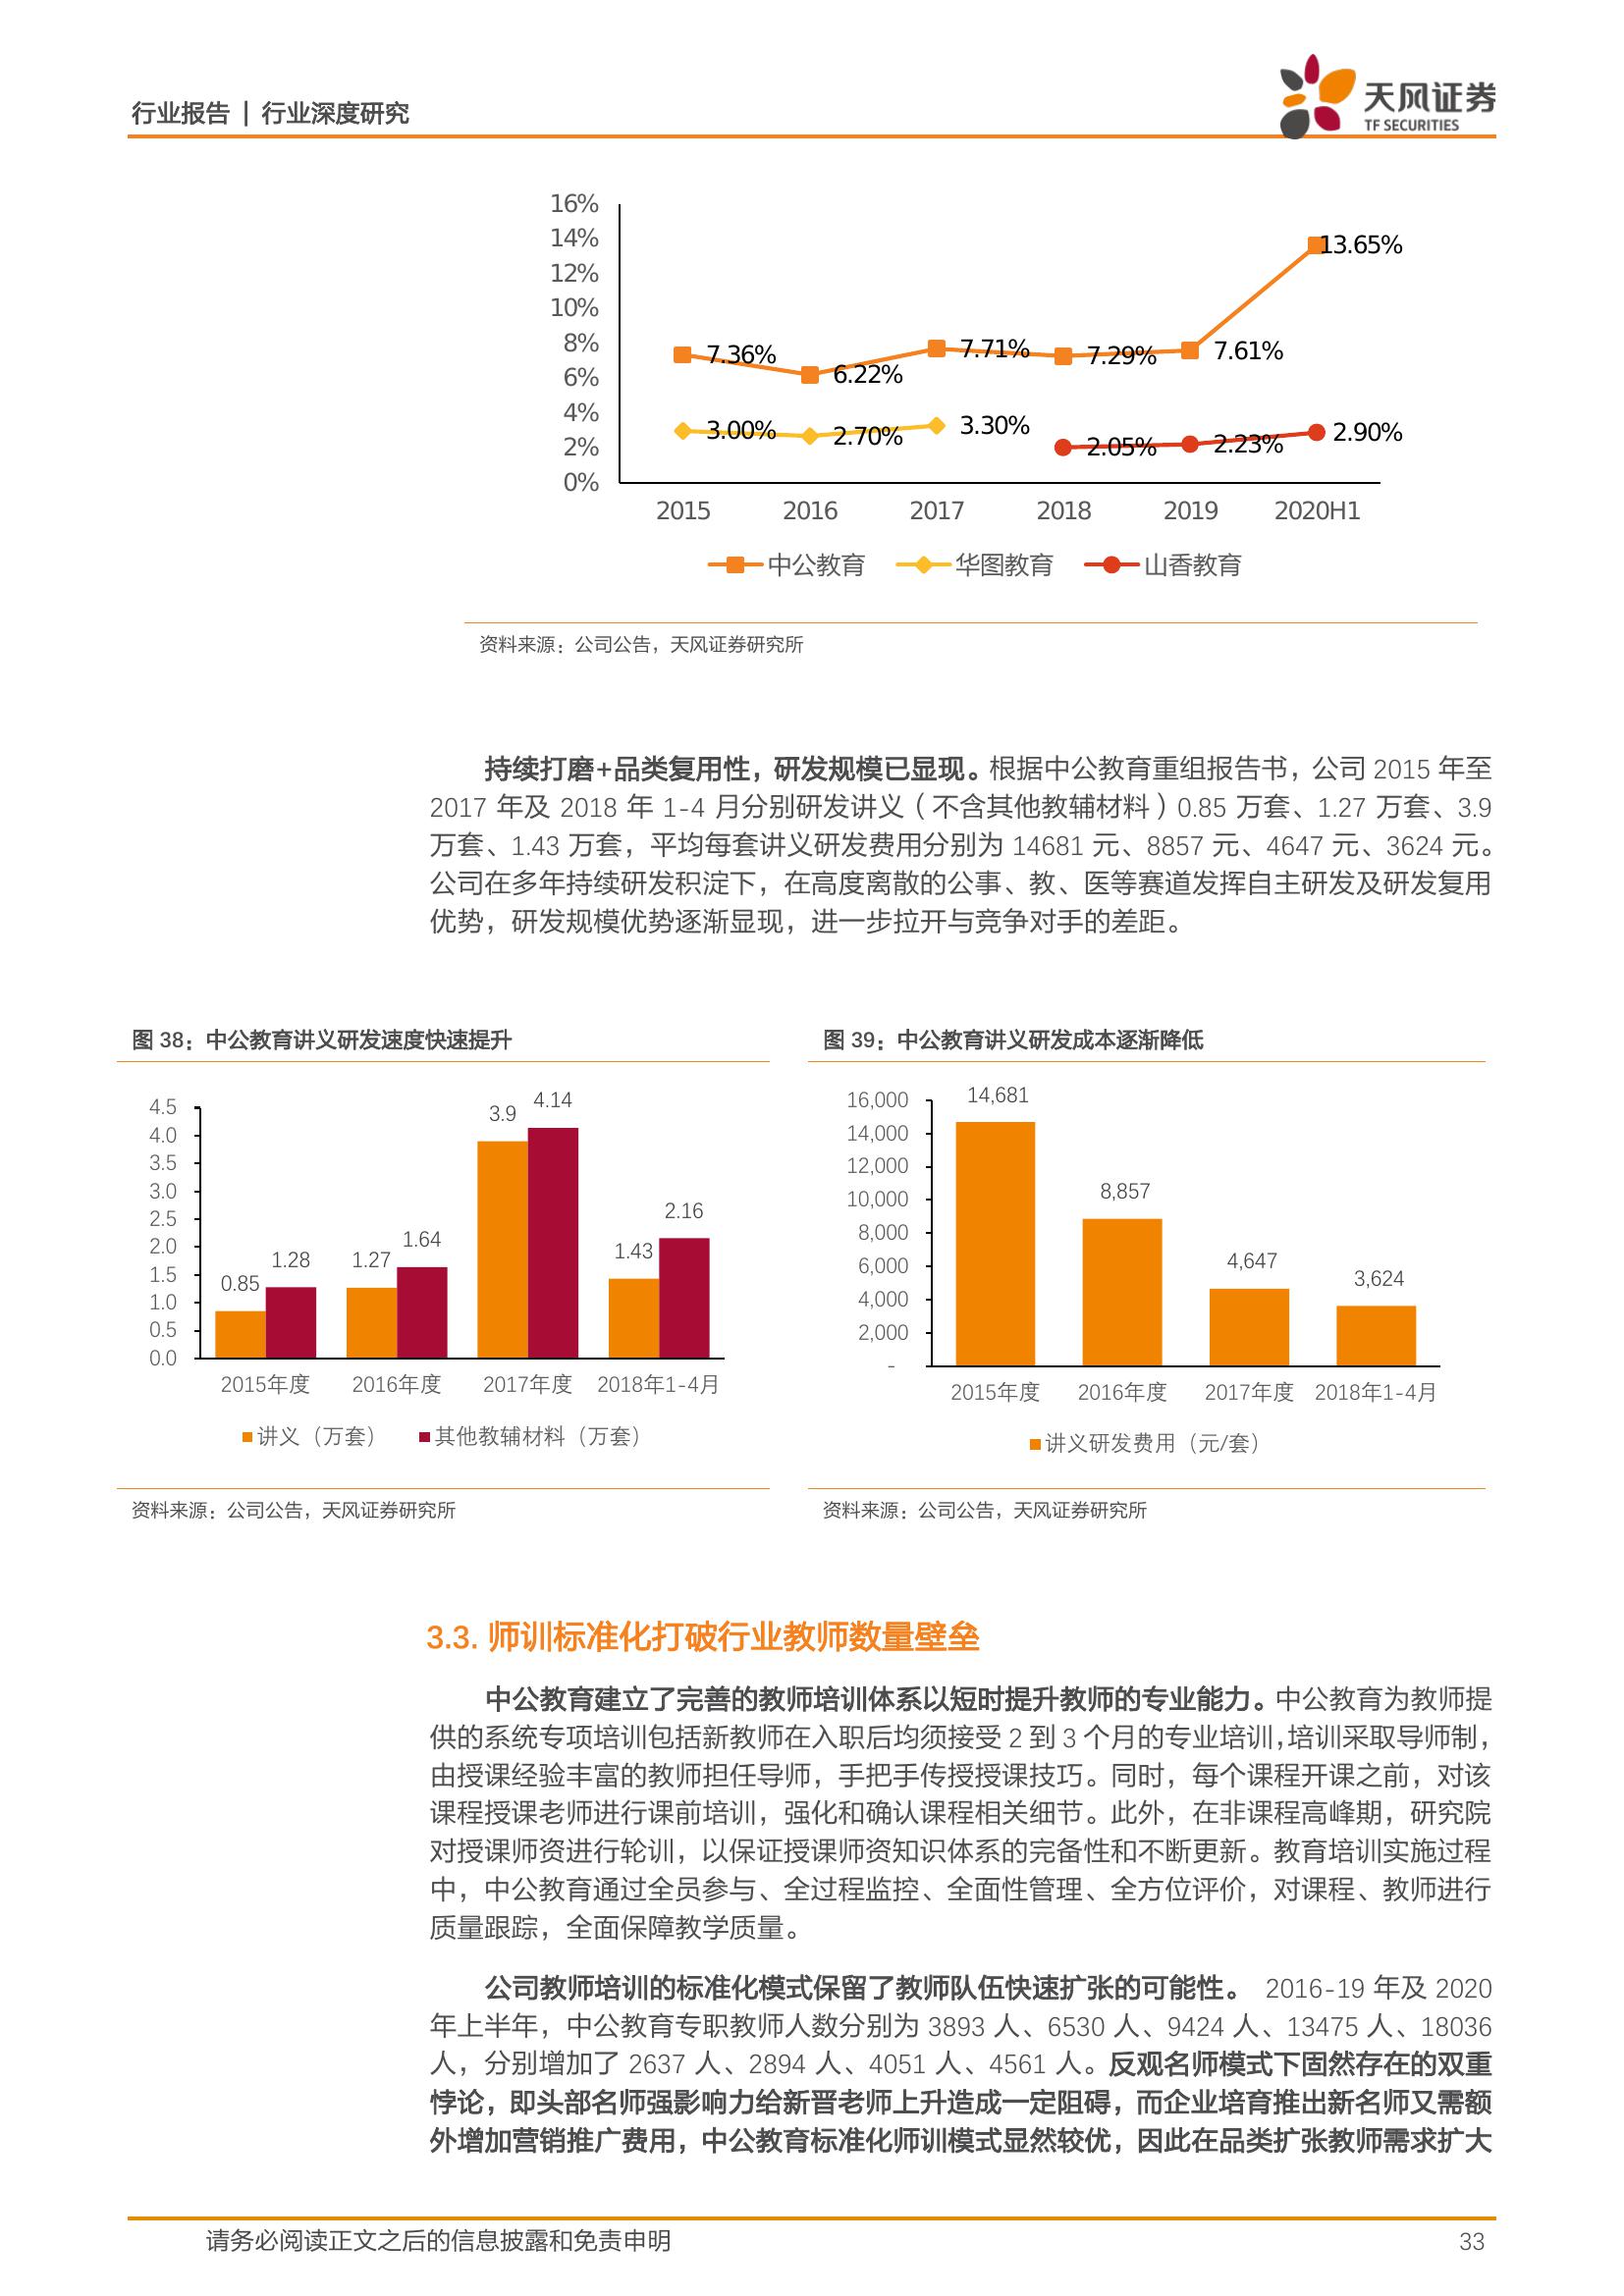 行业报告 | 行业深度研究
天风证券
TF SECURITIES
16%
14%
12%
10%
8%
6%
4%
2%
0%
13.65%
7.36%
6.22%
7.71%
7.29%
7.61%
3.00%
2.70%
3.30%
2.05%
2.23%
2.90%
2015 2016 2017 2018 2019 2020H1
中公教育 华图教育 山香教育
资料来源：公司公告，天风证券研究所
持续打磨+品类复用性，研发规模已显现。根据中公教育重组报告书，公司 2015 年至
2017 年及 2018 年 1-4 月分别研发讲义（不含其他教辅材料）0.85 万套、1.27 万套、3.9
万套、1.43 万套，平均每套讲义研发费用分别为 14681 元、8857 元、4647 元、3624 元。
公司在多年持续研发积淀下，在高度离散的公事、教、医等赛道发挥自主研发及研发复用
优势，研发规模优势逐渐显现，进一步拉开与竞争对手的差距。
图 38：中公教育讲义研发速度快速提升
4.5
4.0
3.5
3.0
2.5
2.0
1.5
1.0
0.5
0.0
0.85
1.28
1.27
1.64
3.9
4.14
1.43
2.16
2015年度 2016年度 2017年度 2018年1-4月
讲义（万套） 其他教辅材料（万套）
资料来源：公司公告，天风证券研究所
图 39：中公教育讲义研发成本逐渐降低
16,000
14,000
12,000
10,000
8,000
6,000
4,000
2,000
-
14,681
8,857
4,647
3,624
2015年度 2016年度 2017年度 2018年1-4月
讲义研发费用（元/套）
资料来源：公司公告，天风证券研究所
3.3. 师训标准化打破行业教师数量壁垒
中公教育建立了完善的教师培训体系以短时提升教师的专业能力。中公教育为教师提
供的系统专项培训包括新教师在入职后均须接受 2 到 3 个月的专业培训，培训采取导师制，
由授课经验丰富的教师担任导师，手把手传授授课技巧。同时，每个课程开课之前，对该
课程授课老师进行课前培训，强化和确认课程相关细节。此外，在非课程高峰期，研究院
对授课师资进行轮训，以保证授课师资知识体系的完备性和不断更新。教育培训实施过程
中，中公教育通过全员参与、全过程监控、全面性管理、全方位评价，对课程、教师进行
质量跟踪，全面保障教学质量。
公司教师培训的标准化模式保留了教师队伍快速扩张的可能性。 2016-19 年及 2020
年上半年，中公教育专职教师人数分别为 3893 人、6530 人、9424 人、13475 人、18036
人，分别增加了 2637 人、2894 人、4051 人、4561 人。反观名师模式下固然存在的双重
悖论，即头部名师强影响力给新晋老师上升造成一定阻碍，而企业培育推出新名师又需额
外增加营销推广费用，中公教育标准化师训模式显然较优，因此在品类扩张教师需求扩大
请务必阅读正文之后的信息披露和免责申明
33